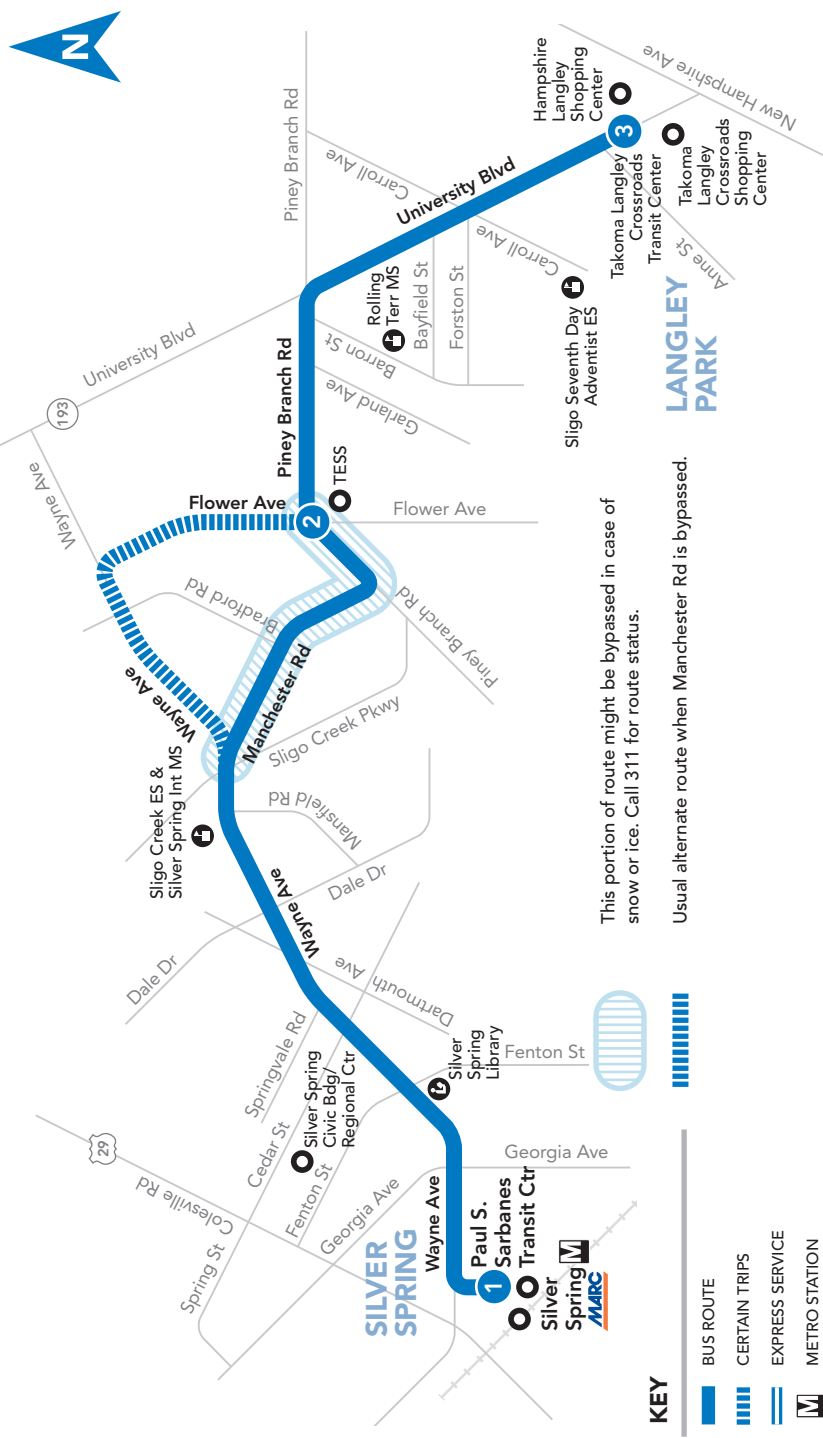 N
Hampshire
Langley
Shopping
Center
New Hampshire Ave
Piney Branch Rd
Carroll Ave
University Blvd
3
Takoma Langley
Crossroads
Transit Center
Takoma
Langley
Crossroads
Shopping
Center
Anne St
Carroll Ave
Sligo Seventh Day
Adventist ES
LANGLEY
PARK
Rolling
Terr MS
Bayfield St
Forston St
Barron St
Garland Ave
University Blvd
193
Wayne Ave
Piney Branch Rd
TESS
Flower Ave
2
Flower Ave
Bradford Rd
Piney Branch Rd
Wayne Ave
Manchester Rd
Sligo Creek Pkwy
Sligo Creek ES &
Silver Spring Int MS
Mansfield Rd
Dale Dr
Dale Dr
Wayne Ave
Dartmouth Ave
Springvale Rd
Silver
Spring
Library
Fenton St
Silver Spring
Civic Bdg/
Regional Ctr
Cedar St
Fenton St
29
Colesville Rd
Spring St
Georgia Ave
Georgia Ave
SILVER
SPRING
Wayne Ave
1
Paul S.
Sarbanes
Transit Ctr
Silver
Spring
M
MARC
This portion of route might be bypassed in case of
snow or ice. Call 311 for route status.
Usual alternate route when Manchester Rd is bypassed.
KEY
BUS ROUTE
CERTAIN TRIPS
EXPRESS SERVICE
M METRO STATION